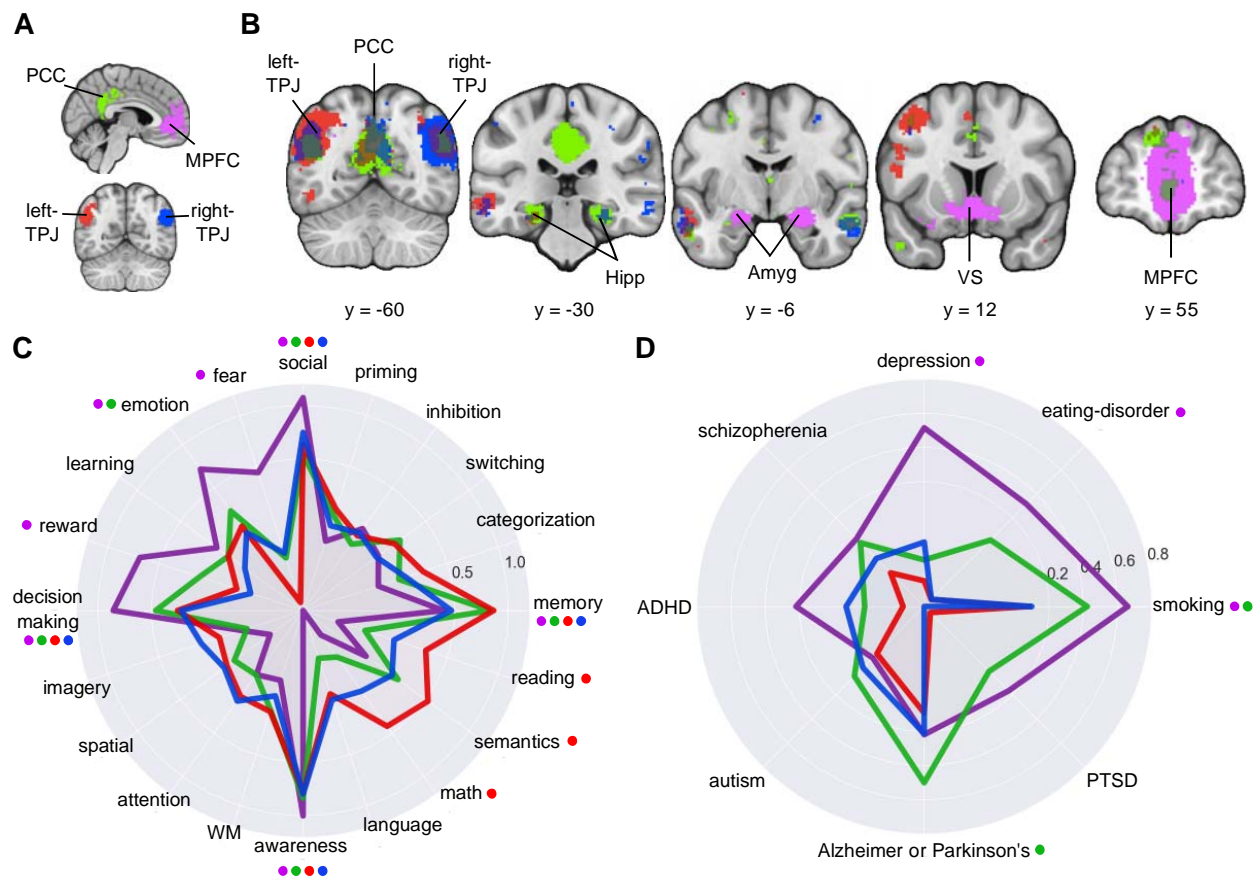 A
PCC
MPFC
left-
TPJ
right-
TPJ
B
left-
TPJ
PCC
right-
TPJ
Hipp
Amyg
VS
MPFC
y = -60
y = -30
y = -6
y = 12
y = 55
C
social
priming
inhibition
switching
categorization
0.5
1.0
memory
reading
semantics
math
language
awareness
WM
attention
spatial
imagery
decision
making
reward
learning
emotion
fear
D
depression
eating-disorder
0.2
0.4
0.6
0.8
smoking
PTSD
Alzheimer or Parkinson's
autism
ADHD
schizopherenia